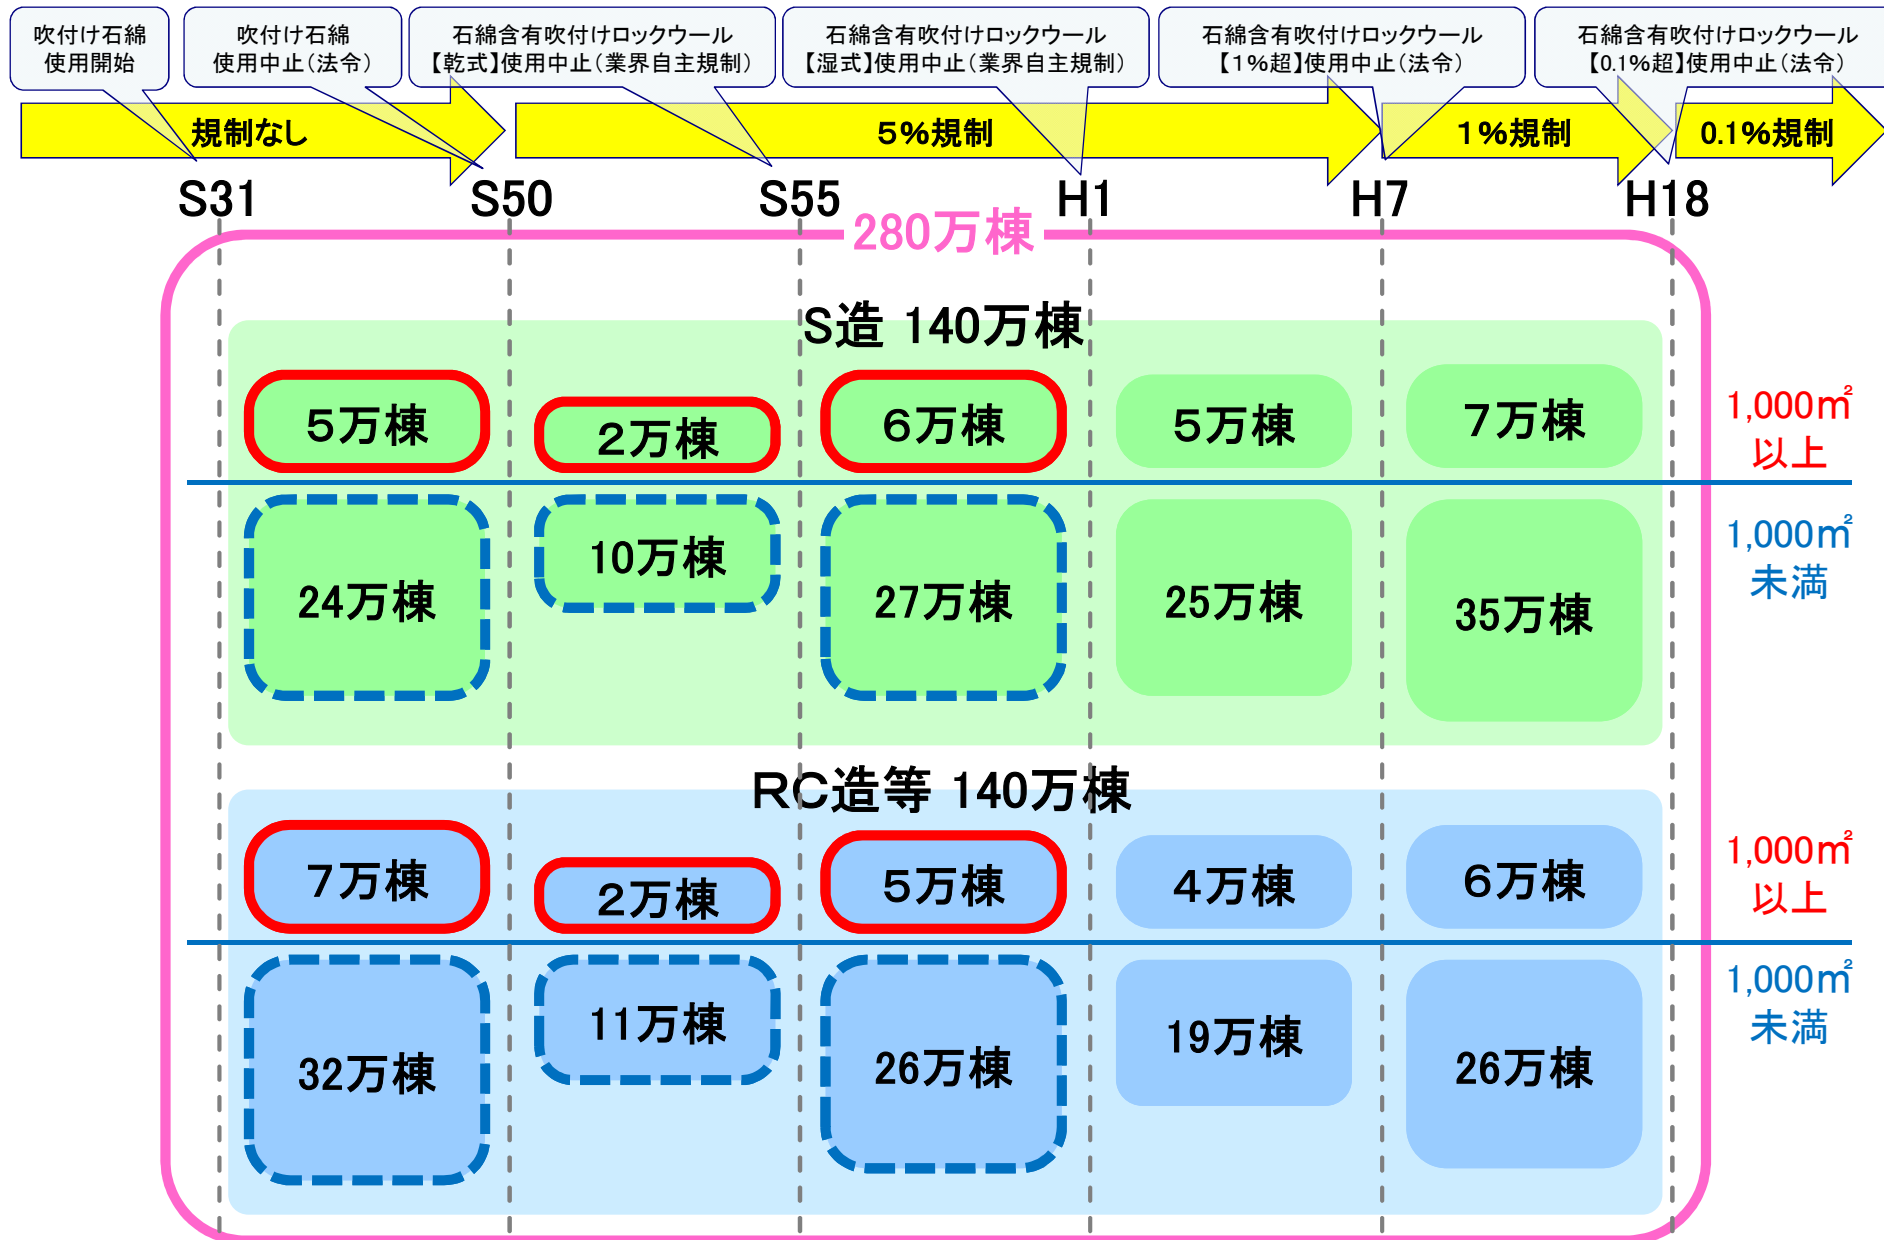 吹付け石綿
使用開始
吹付け石綿
使用中止(法令)
石綿含有吹付けロックウール
【乾式】使用中止(業界自主規制)
石綿含有吹付けロックウール
【湿式】使用中止(業界自主規制)
石綿含有吹付けロックウール
【1%超】使用中止(法令)
石綿含有吹付けロックウール
【0.1%超】使用中止(法令)
規制なし
5%規制
1%規制
0.1%規制
S31
S50
S55
H1
H7
H18
280万棟
S造 140万棟
5万棟
2万棟
6万棟
5万棟
7万棟
1,000㎡
以上
24万棟
10万棟
27万棟
25万棟
35万棟
1,000㎡
未満
RC造等 140万棟
7万棟
2万棟
5万棟
4万棟
6万棟
1,000㎡
以上
32万棟
11万棟
26万棟
19万棟
26万棟
1,000㎡
未満